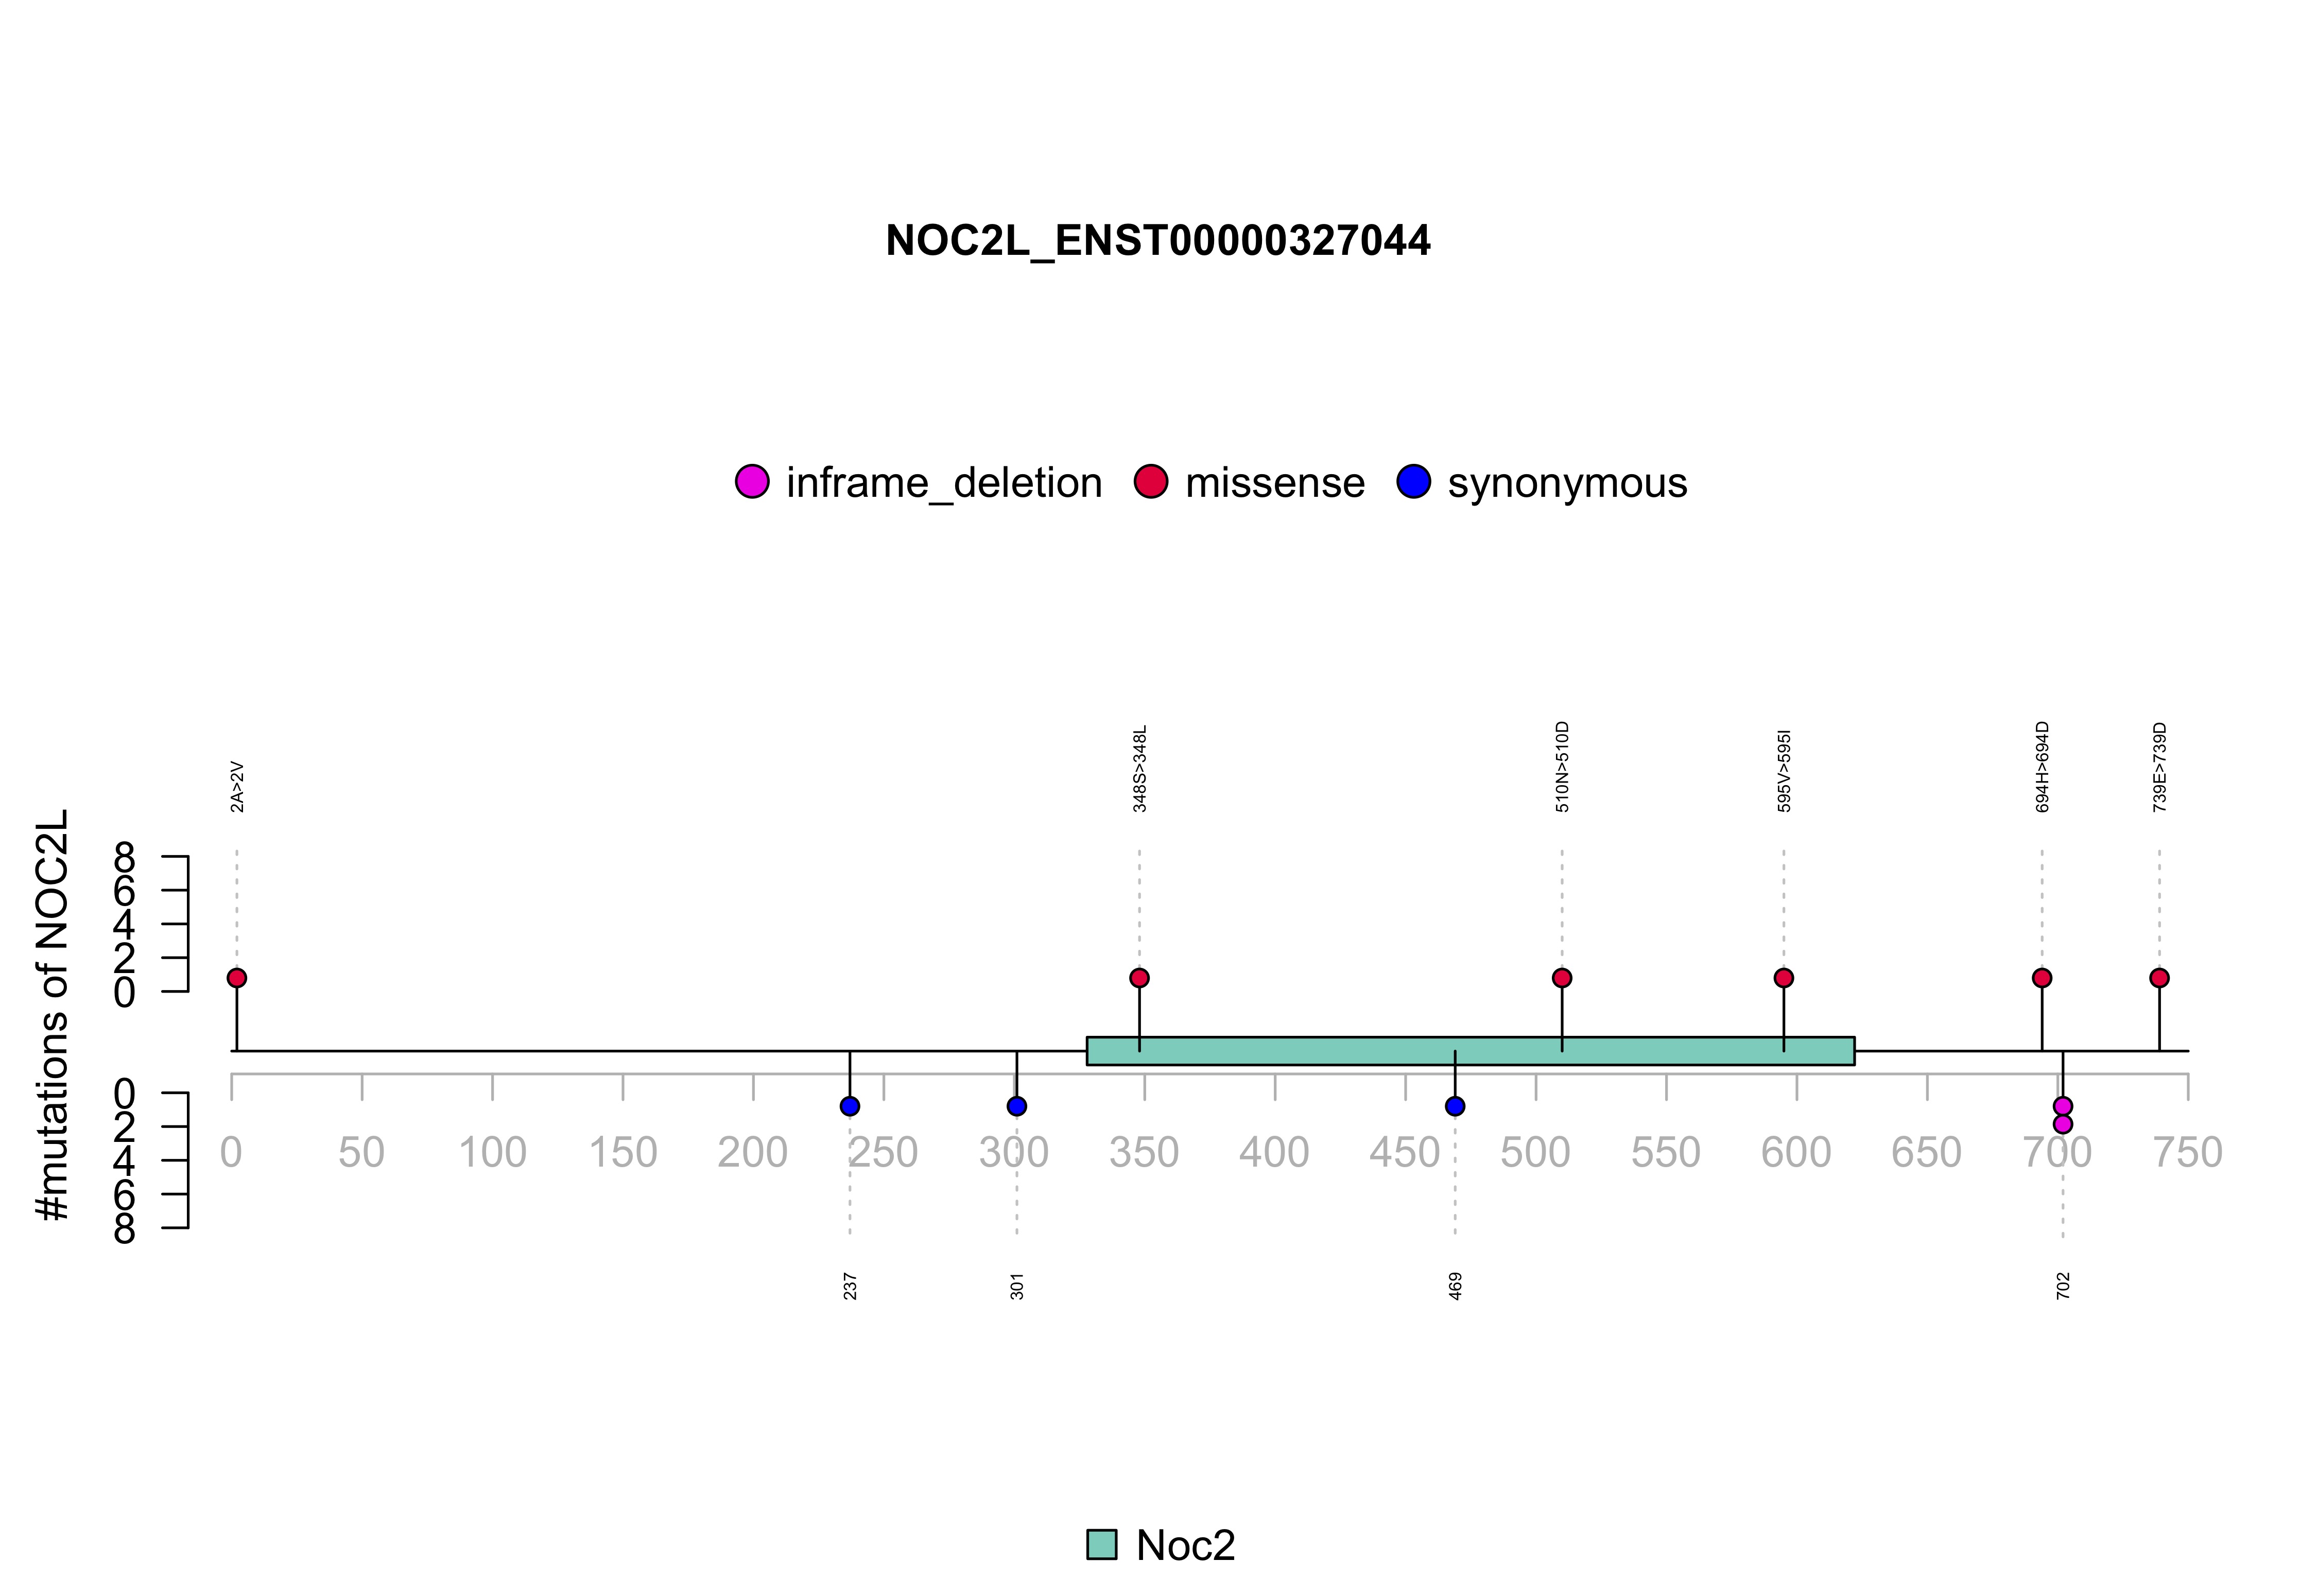 NOC2L_ENST00000327044
inframe_deletion missense synonymous
2A>2V 348S>348L 510N>510D 595V>595I 694H>694D 739E>739D
#mutations of NOC2L
8
6
4
2
0
0
2
4
6
8
0 50 100 150 200 250 300 350 400 450 500 550 600 650 700 750
237 301 469 702
Noc2